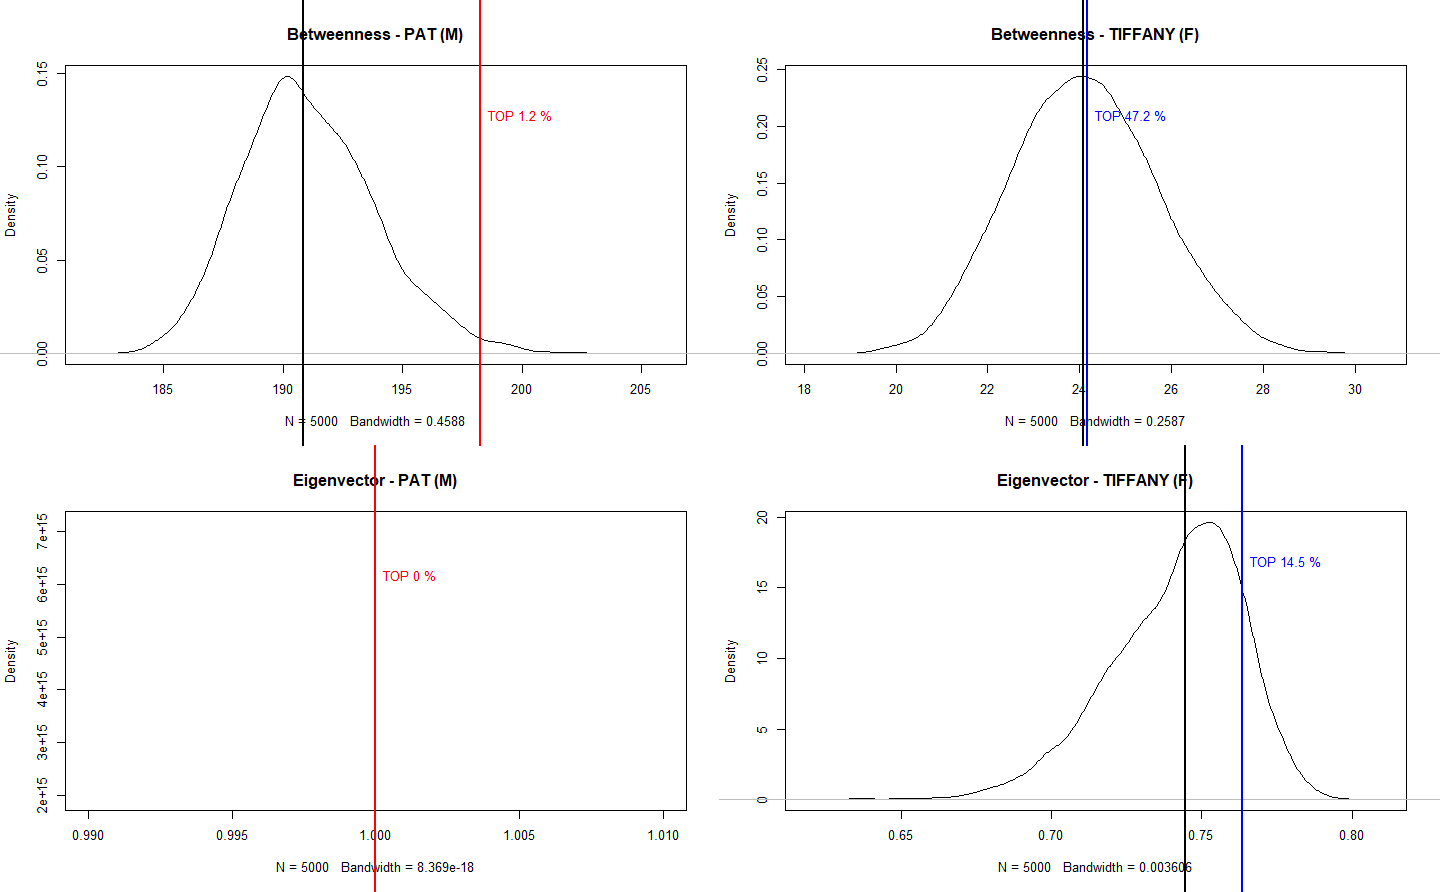 Betweenness - PAT (M)
Density
0.00
0.05
0.10
0.15
TOP 1.2 %
185
190
195
200
205
N = 5000 Bandwidth = 0.4588
Betweenness - TIFFANY (F)
Density
0.00
0.05
0.10
0.15
0.20
0.25
TOP 47.2 %
18
20
22
24
26
28
30
N = 5000 Bandwidth = 0.2587
Eigenvector - PAT (M)
Density
2e+15
3e+15
4e+15
5e+15
6e+15
7e+15
TOP 0 %
0.990
0.995
1.000
1.005
1.010
N = 5000 Bandwidth = 8.369e-18
Eigenvector - TIFFANY (F)
Density
0
5
10
15
20
TOP 14.5 %
0.65
0.70
0.75
0.80
N = 5000 Bandwidth = 0.003606